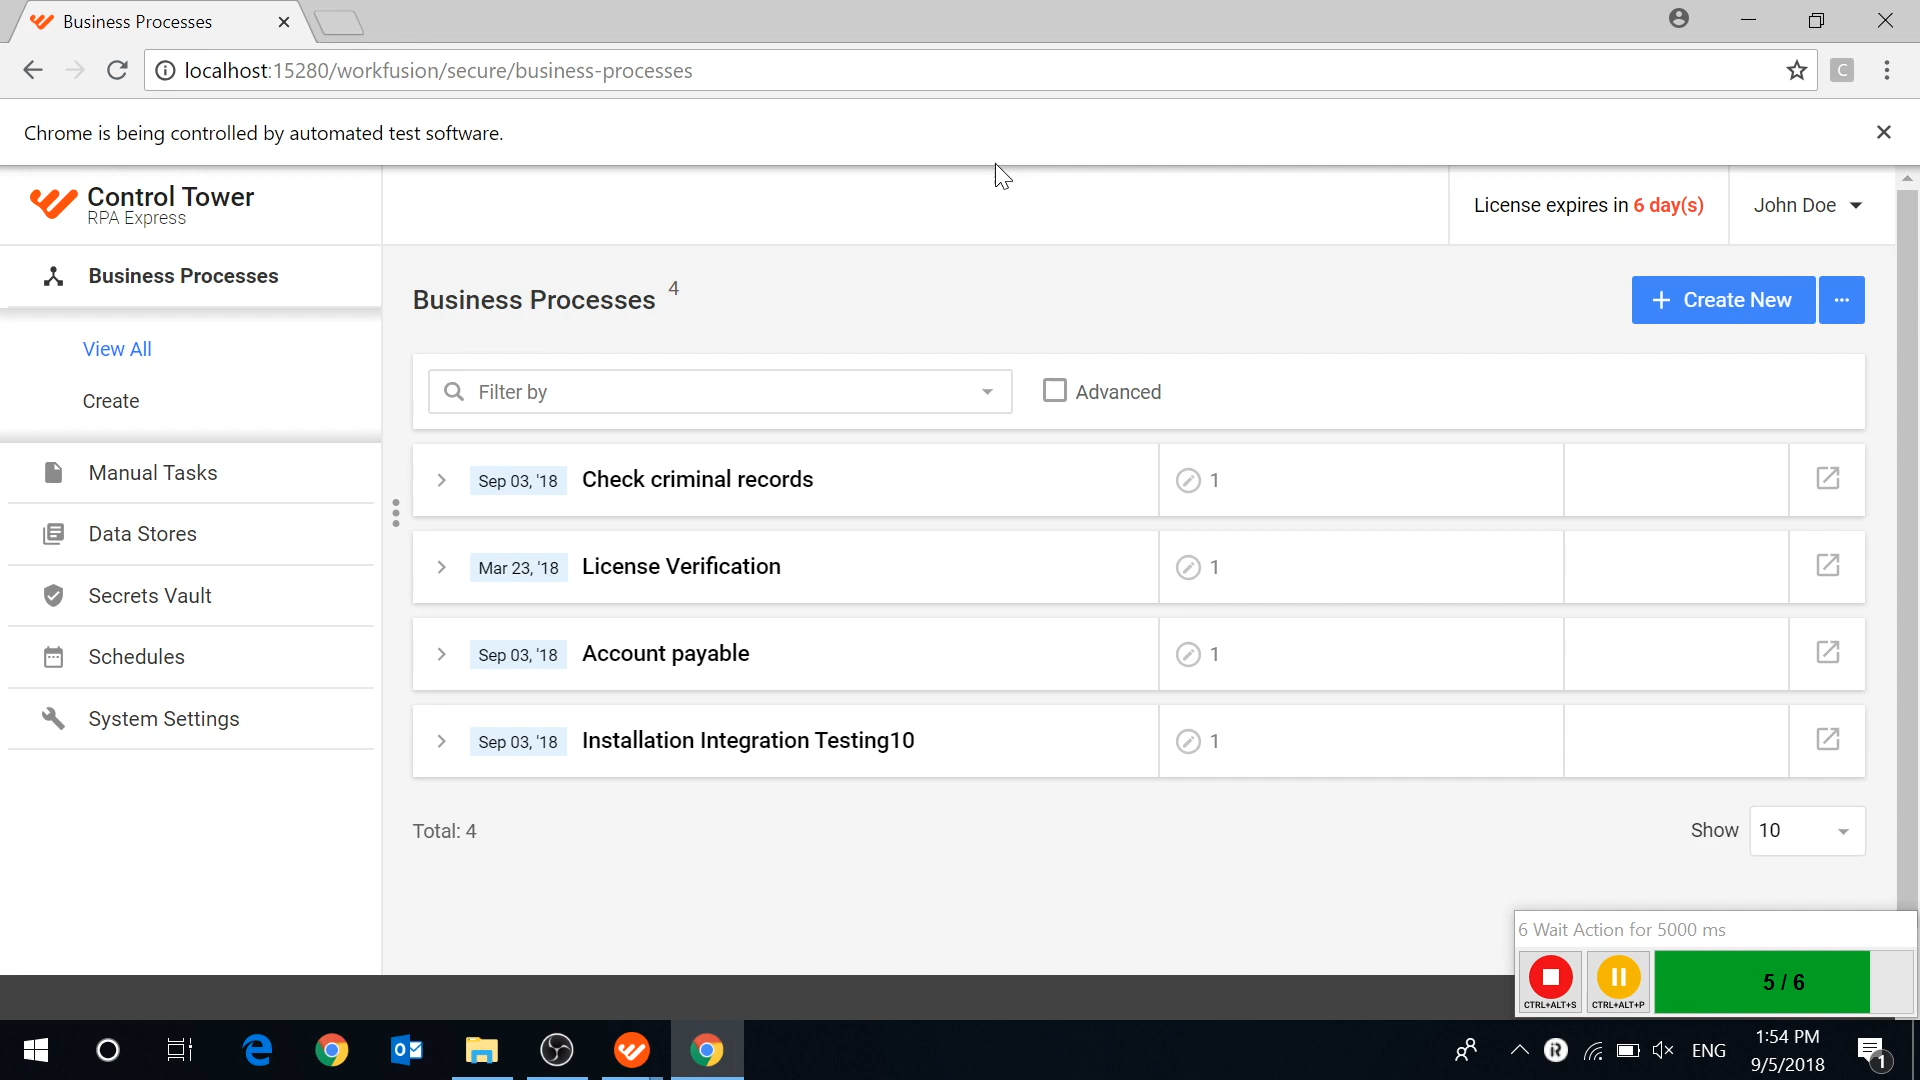 Business Processes
localhost:15280/workfusion/secure/business-processes
C
Chrome is being controlled by automated test software.
Control Tower
RPA Express
License expires in 6 day(s)
John Doe
Business Processes
View All
Create
Manual Tasks
Data Stores
Secrets Vault
Schedules
System Settings
Business Processes 4
+ Create New ...
Filter by
Advanced
Sep 03, '18 Check criminal records 1
Mar 23, '18 License Verification 1
Sep 03, '18 Account payable 1
Sep 03, '18 Installation Integration Testing10 1
Total: 4
Show 10
6 Wait Action for 5000 ms
CTRL+ALT+S CTRL+ALT+P 5 / 6
ENG
1:54 PM
9/5/2018
1